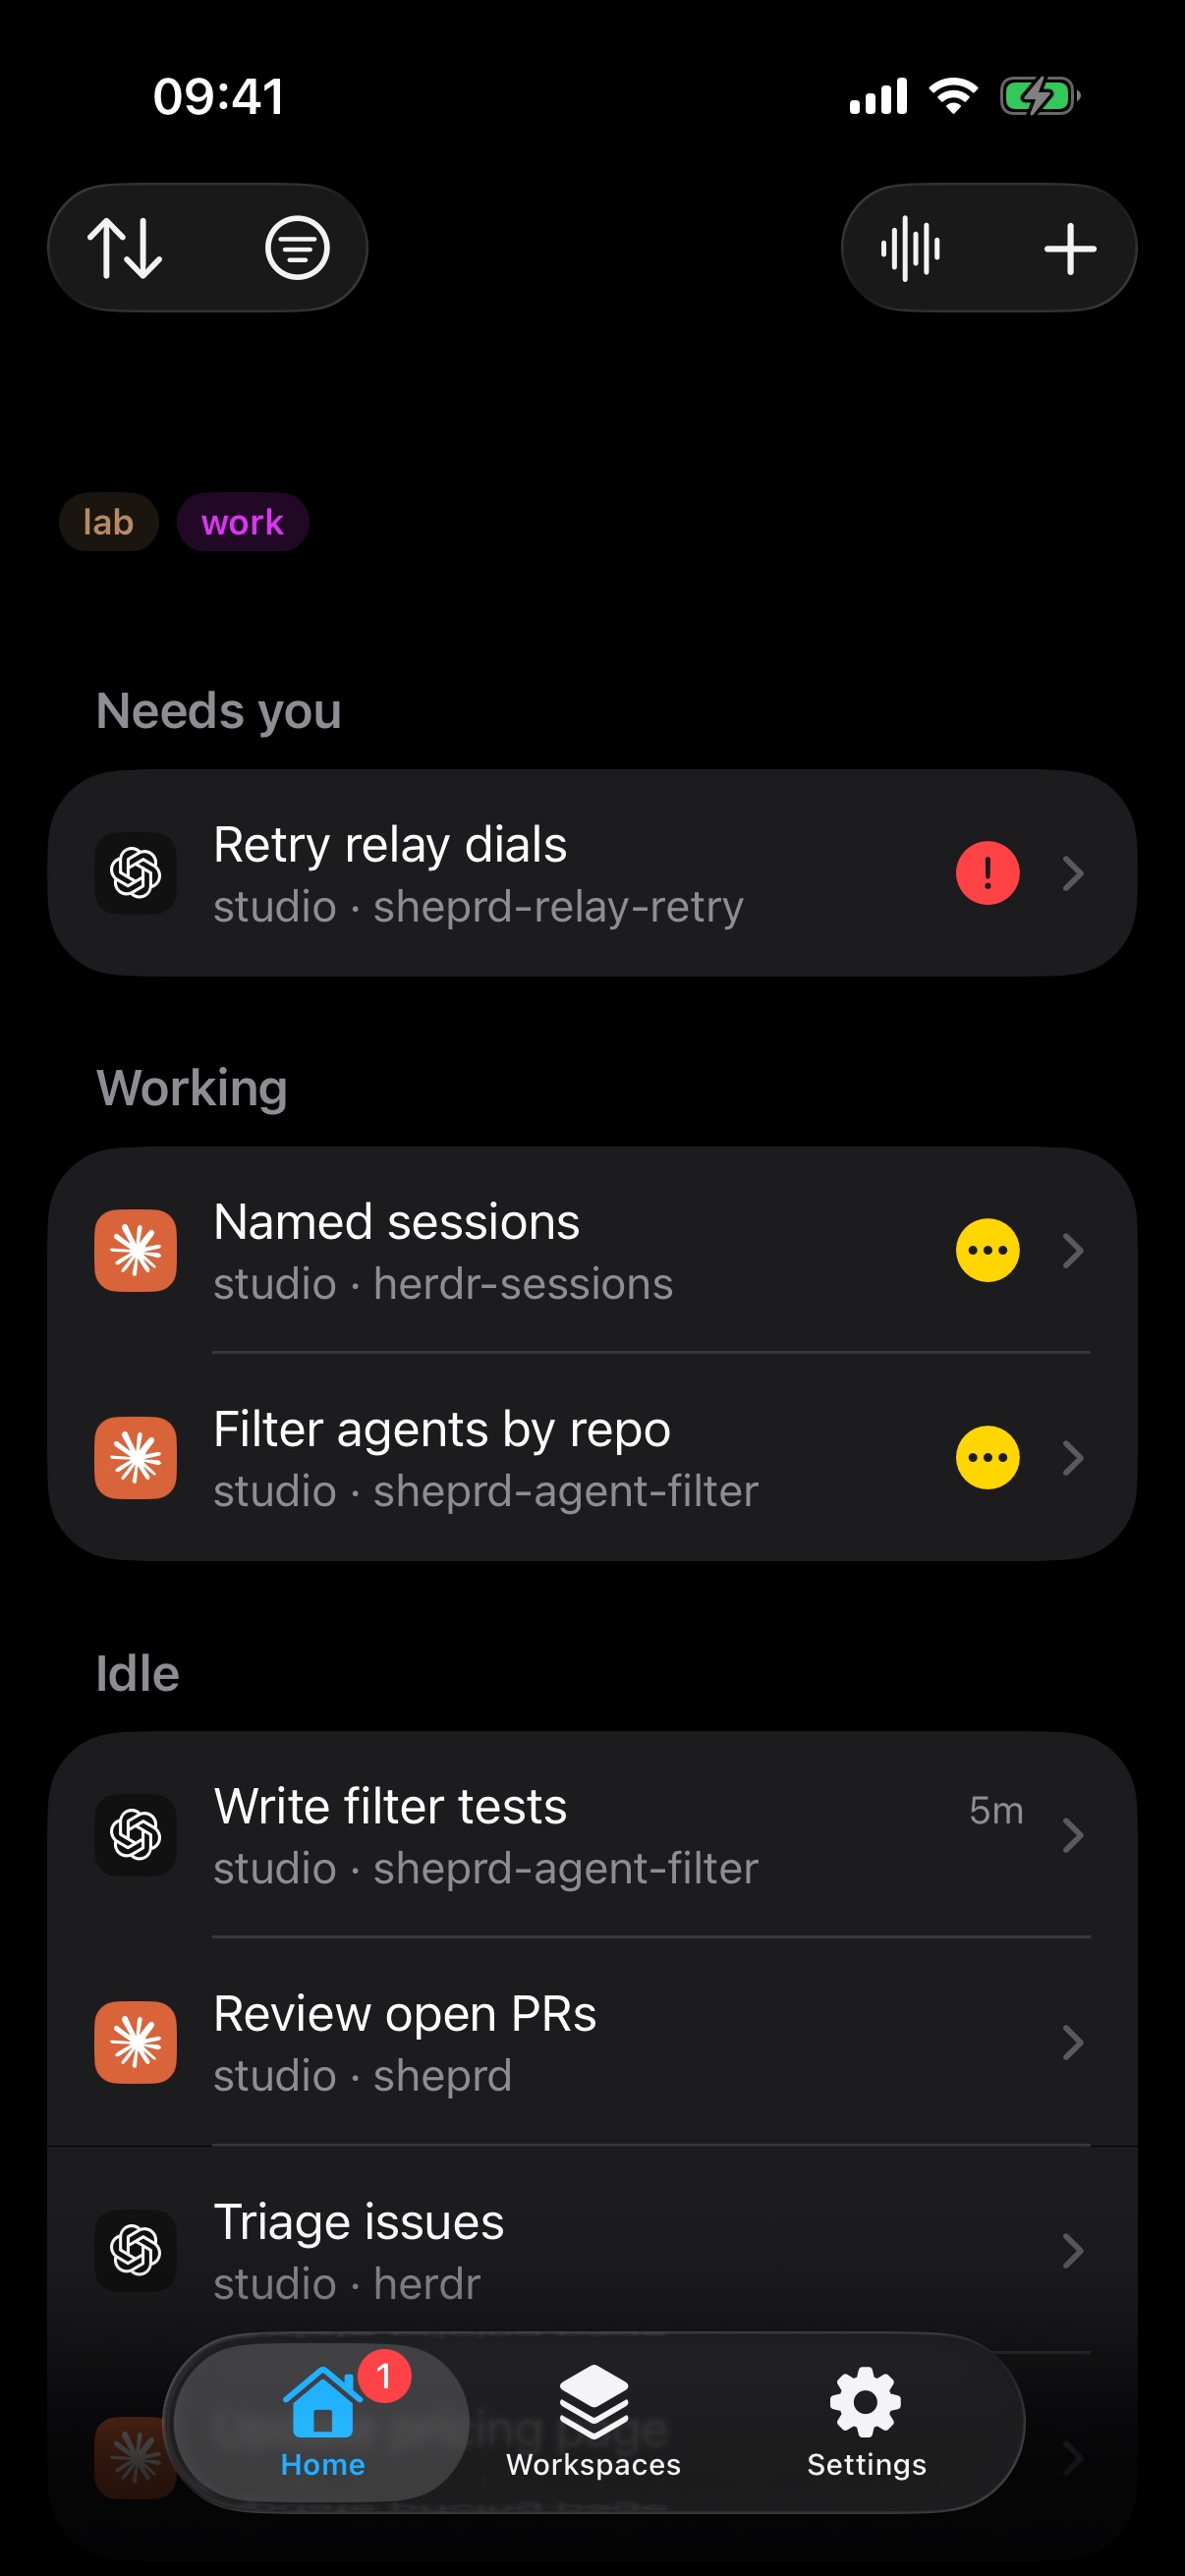 09:41
lab
work
Needs you
Retry relay dials
studio · sheprd-relay-retry
Working
Named sessions
studio · herdr-sessions
Filter agents by repo
studio · sheprd-agent-filter
Idle
Write filter tests
5m
studio · sheprd-agent-filter
Review open PRs
studio · sheprd
Triage issues
studio · herdr
1
Home
Workspaces
Settings